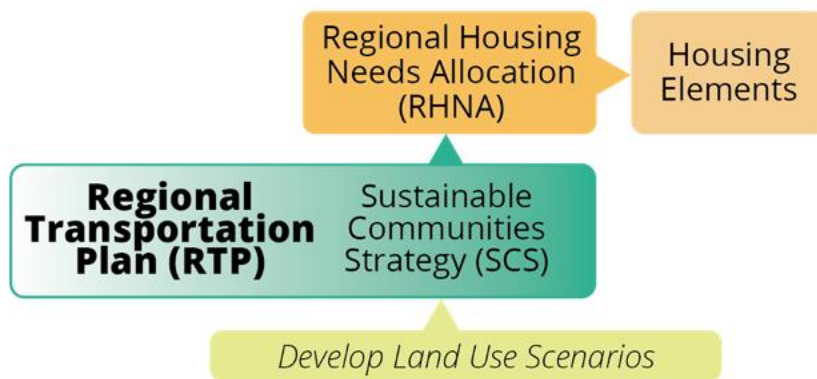 Regional Housing
Needs Allocation
(RHNA)
Housing
Elements
Regional
Transportation
Plan (RTP)
Sustainable
Communities
Strategy (SCS)
Develop Land Use Scenarios